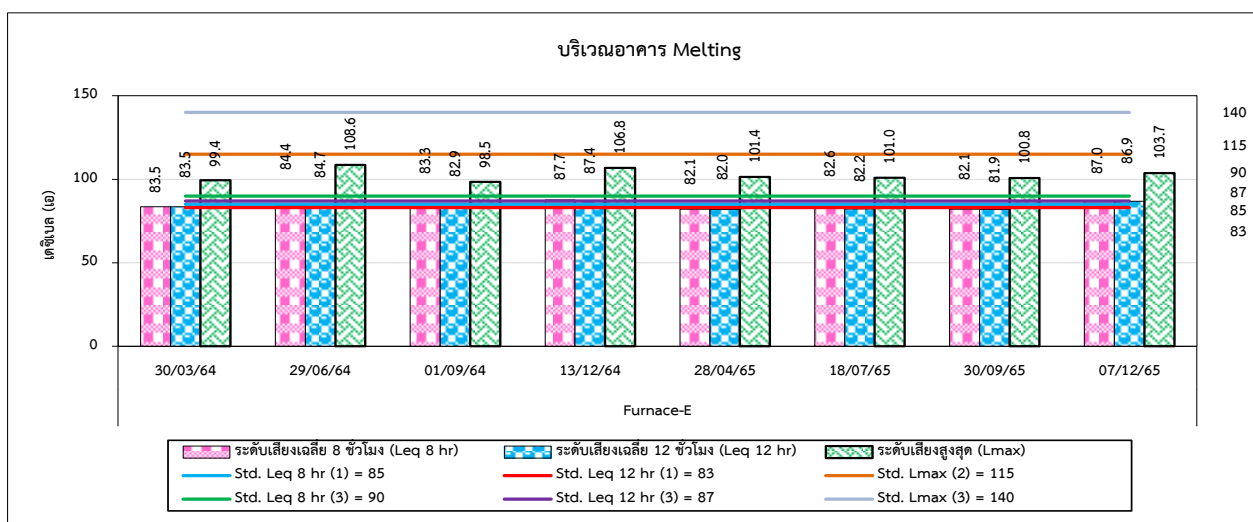 บริเวณอาคาร Melting
เดซิเบล (เอ)
150
100
50
0
83.5 83.5 99.4 84.4 84.7 108.6 83.3 82.9 98.5 87.7 87.4 106.8 82.1 82.0 101.4 82.6 82.2 101.0 82.1 81.9 100.8 87.0 86.9 103.7
140
115
90
87
85
83
30/03/64 29/06/64 01/09/64 13/12/64 28/04/65 18/07/65 30/09/65 07/12/65
Furnace-E
ระดับเสียงเฉลี่ย 8 ชั่วโมง (Leq 8 hr) ระดับเสียงเฉลี่ย 12 ชั่วโมง (Leq 12 hr) ระดับเสียงสูงสุด (Lmax)
Std. Leq 8 hr (1) = 85 Std. Leq 12 hr (1) = 83 Std. Lmax (2) = 115
Std. Leq 8 hr (3) = 90 Std. Leq 12 hr (3) = 87 Std. Lmax (3) = 140